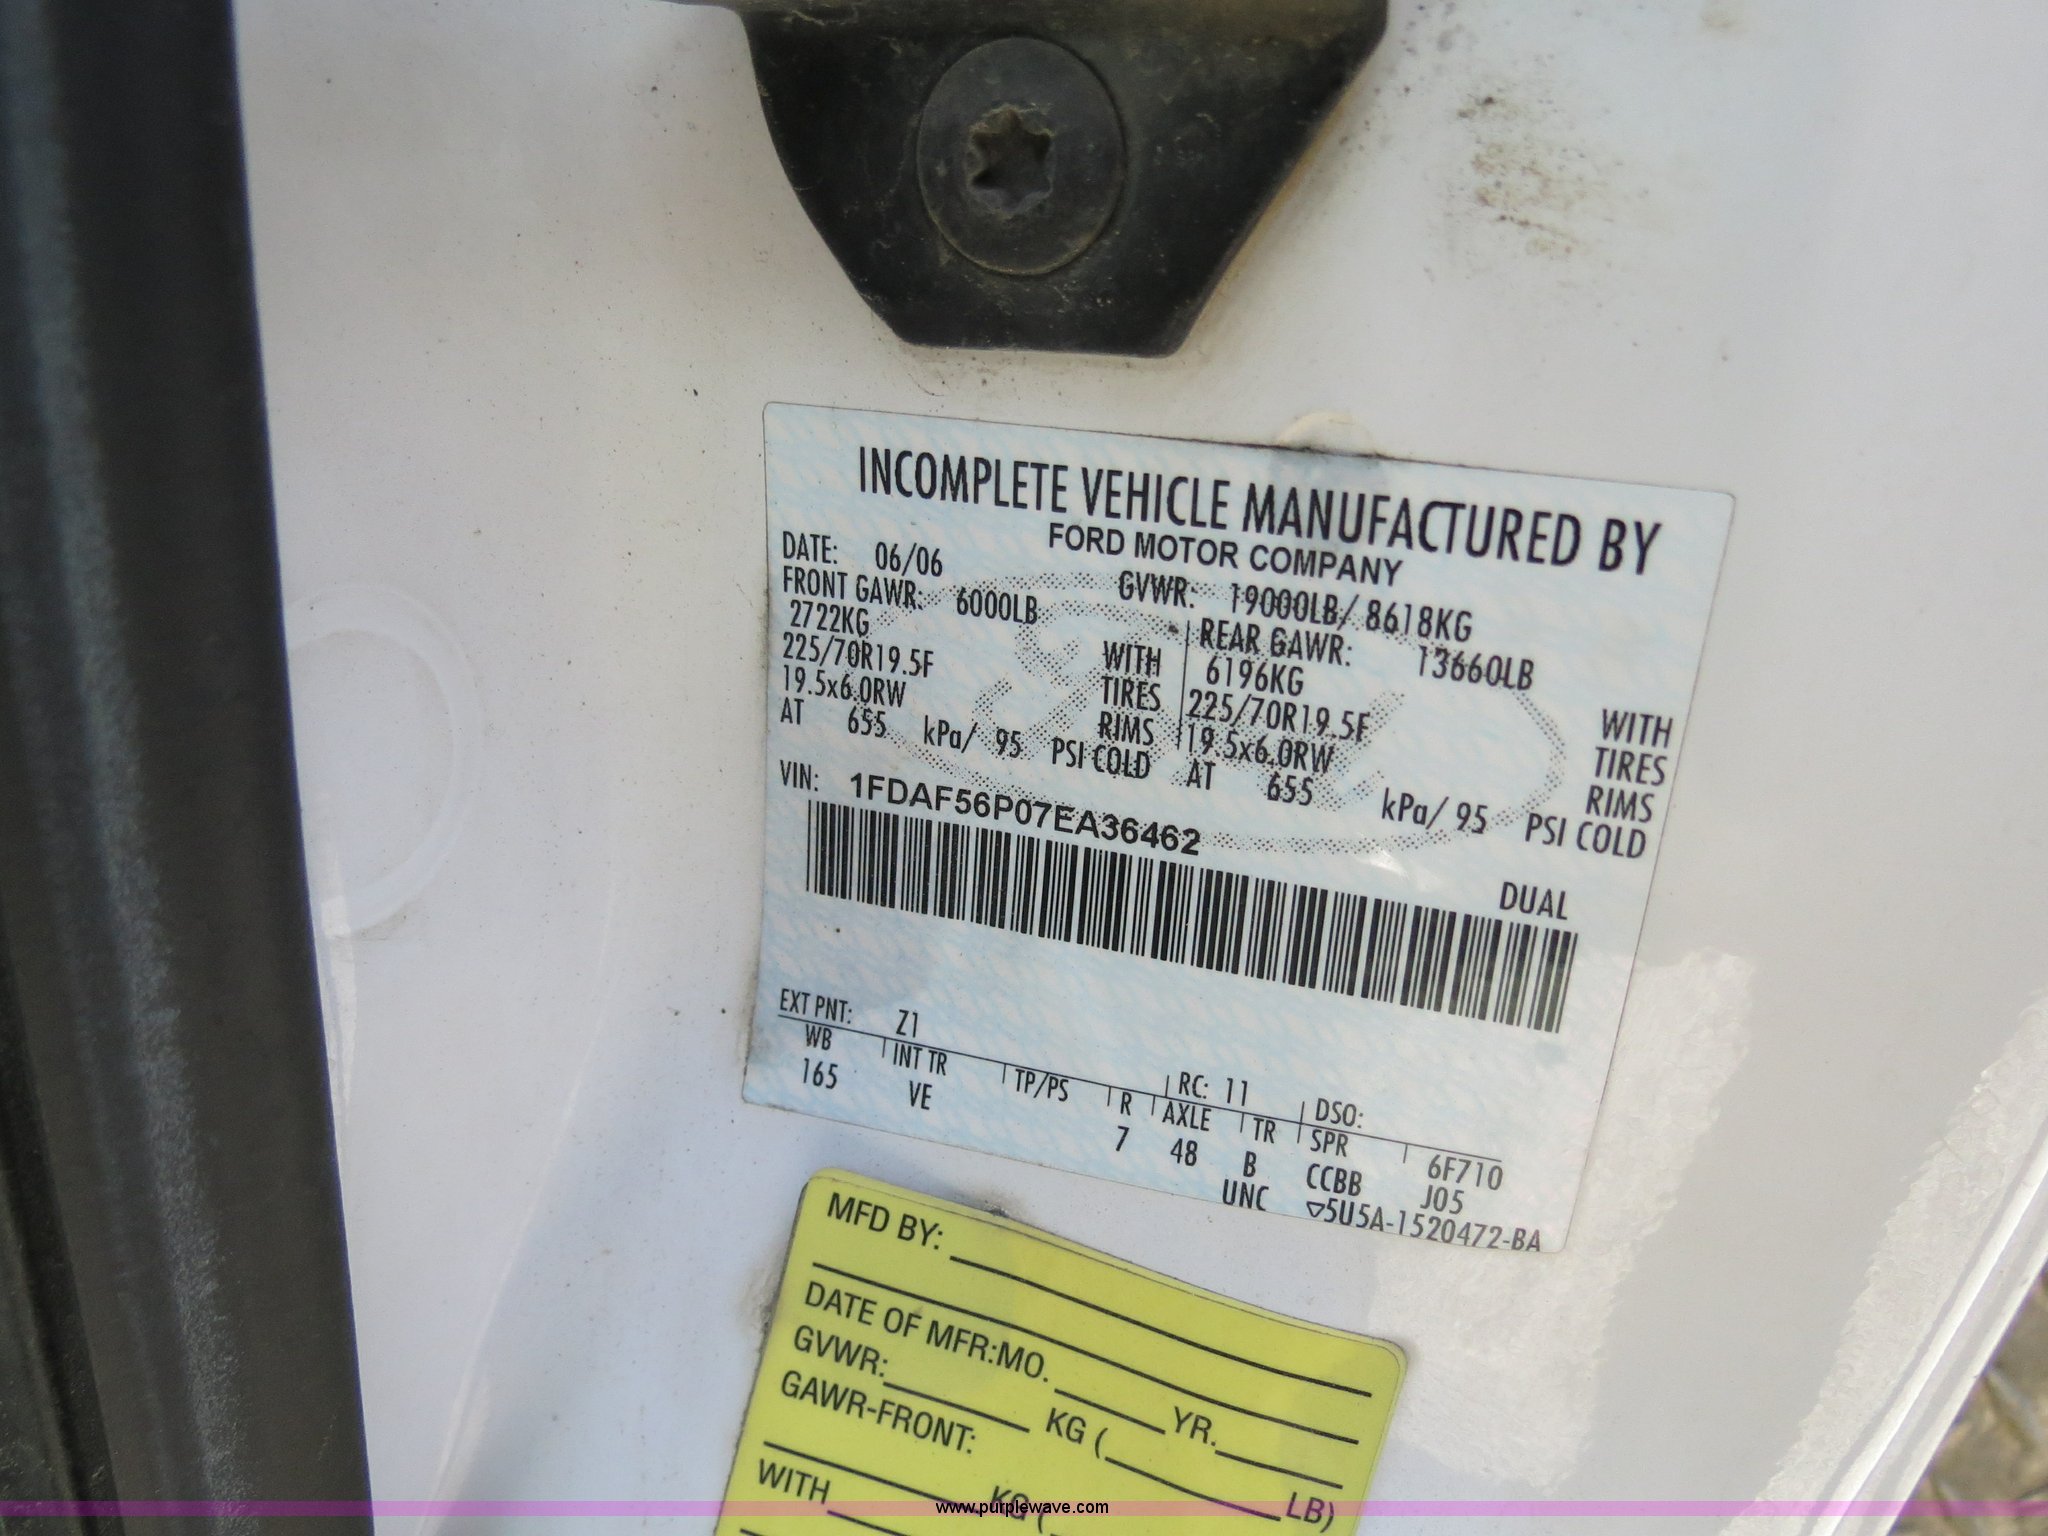 INCOMPLETE VEHICLE MANUFACTURED BY
FORD MOTOR COMPANY
DATE: 06/06 GVWR: 19000LB/ 8618KG
FRONT GAWR: 6000LB REAR GAWR: 13660LB
2722KG WITH 6196KG WITH
225/70R19.5F TIRES 225/70R19.5F TIRES
19.5x6.0RW RIMS 19.5x6.0RW RIMS
AT 655 kPa/ 95 PSI COLD AT 655 kPa/ 95 PSI COLD
VIN: 1FDAF56P07EA36462
DUAL
EXT PNT: Z1 RC: 11 DSO:
WB INT TR TP/PS R AXLE TR SPR 6F710
165 VE 7 48 B CCBB J05
UNC ▽5U5A-1520472-BA
MFD BY:
DATE OF MFR:MO. YR.
GVWR: KG ( LB)
GAWR-FRONT:
KG (
WITH
www.purplewave.com